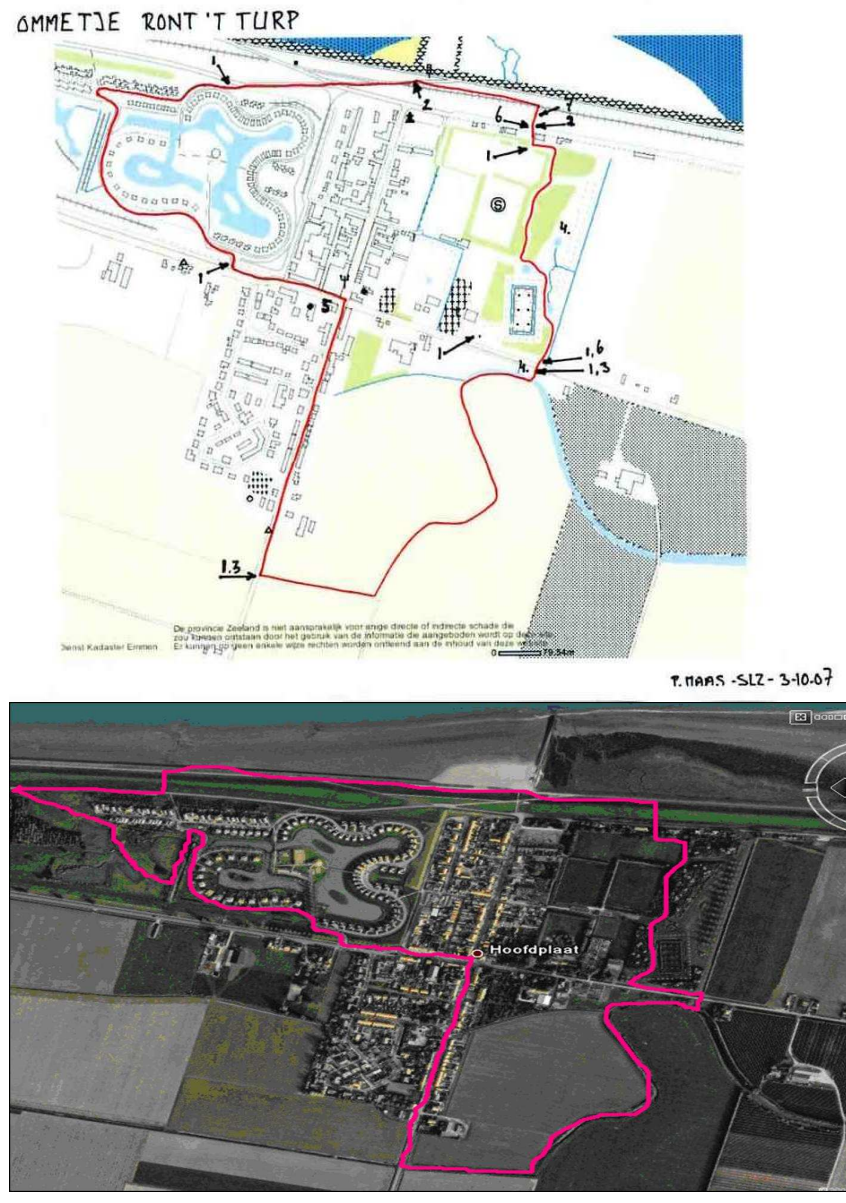 OMMETJE RONT 'T TURP
1
2
6
7
2
1
S
4.
1
5
1
1,6
4.
1,3
1.3
De provincie Zeeland is niet aansprakelijk voor enige directe of indirecte schade die
zou kunnen ontstaan door het gebruik van de informatie die aangeboden wordt op deze site.
Dienst Kadaster Emmen
Er kunnen op geen enkele wijze rechten worden ontleend aan de inhoud van deze website.
0
79.54m
P. MAAS - SLZ - 3-10-07
Hoofdplaat